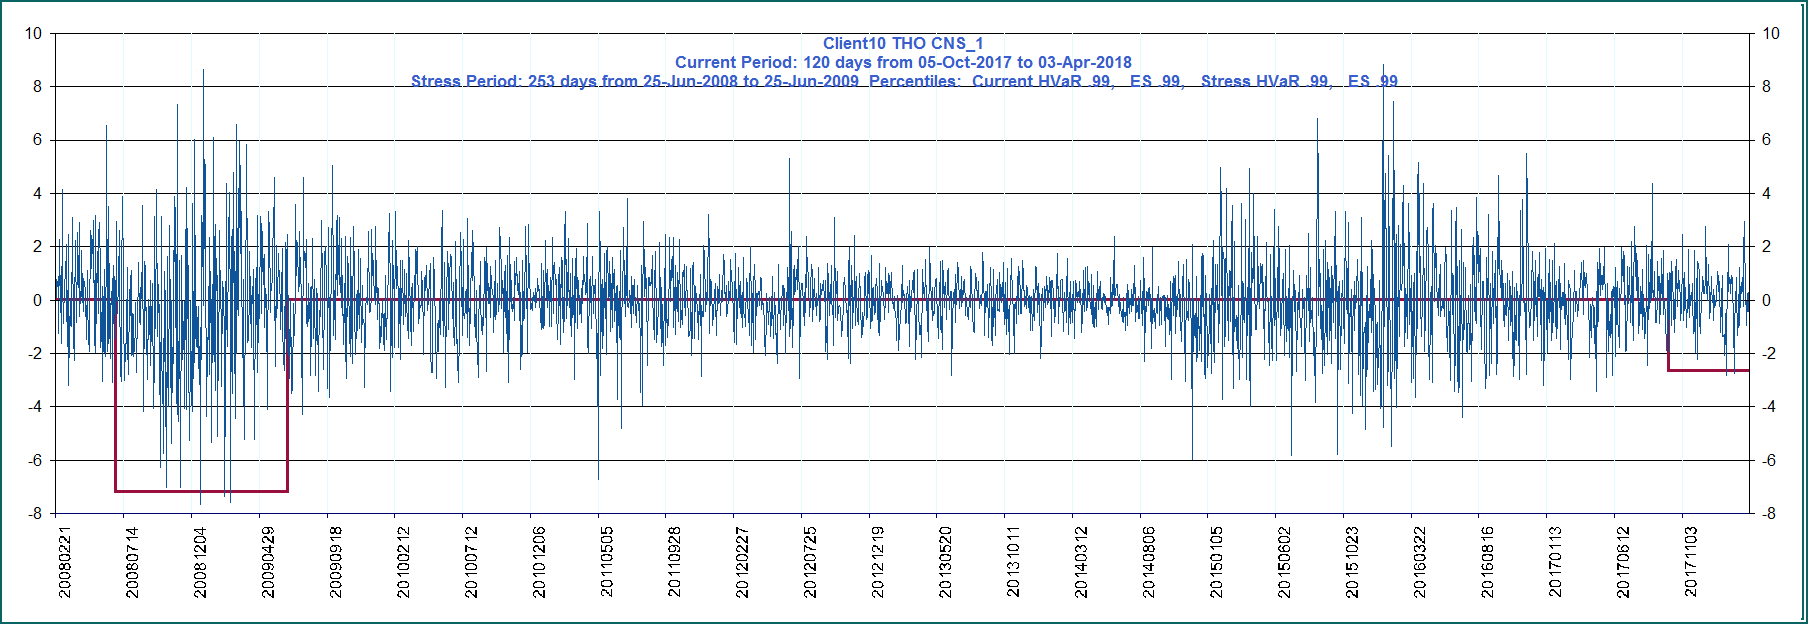 Client10 THO CNS_1
Current Period: 120 days from 05-Oct-2017 to 03-Apr-2018
Stress Period: 253 days from 25-Jun-2008 to 25-Jun-2009 Percentiles: Current HVaR .99, ES .99, Stress HVaR .99, ES .99
10 10
8 8
6 6
4 4
2 2
0 0
-2 -2
-4 -4
-6 -6
-8 -8
20080221 20080714 20081204 20090429 20090918 20100212 20100712 20101206 20110505 20110928 20120227 20120725 20121219 20130520 20131011 20140312 20140806 20150105 20150602 20151023 20160322 20160816 20170113 20170612 20171103